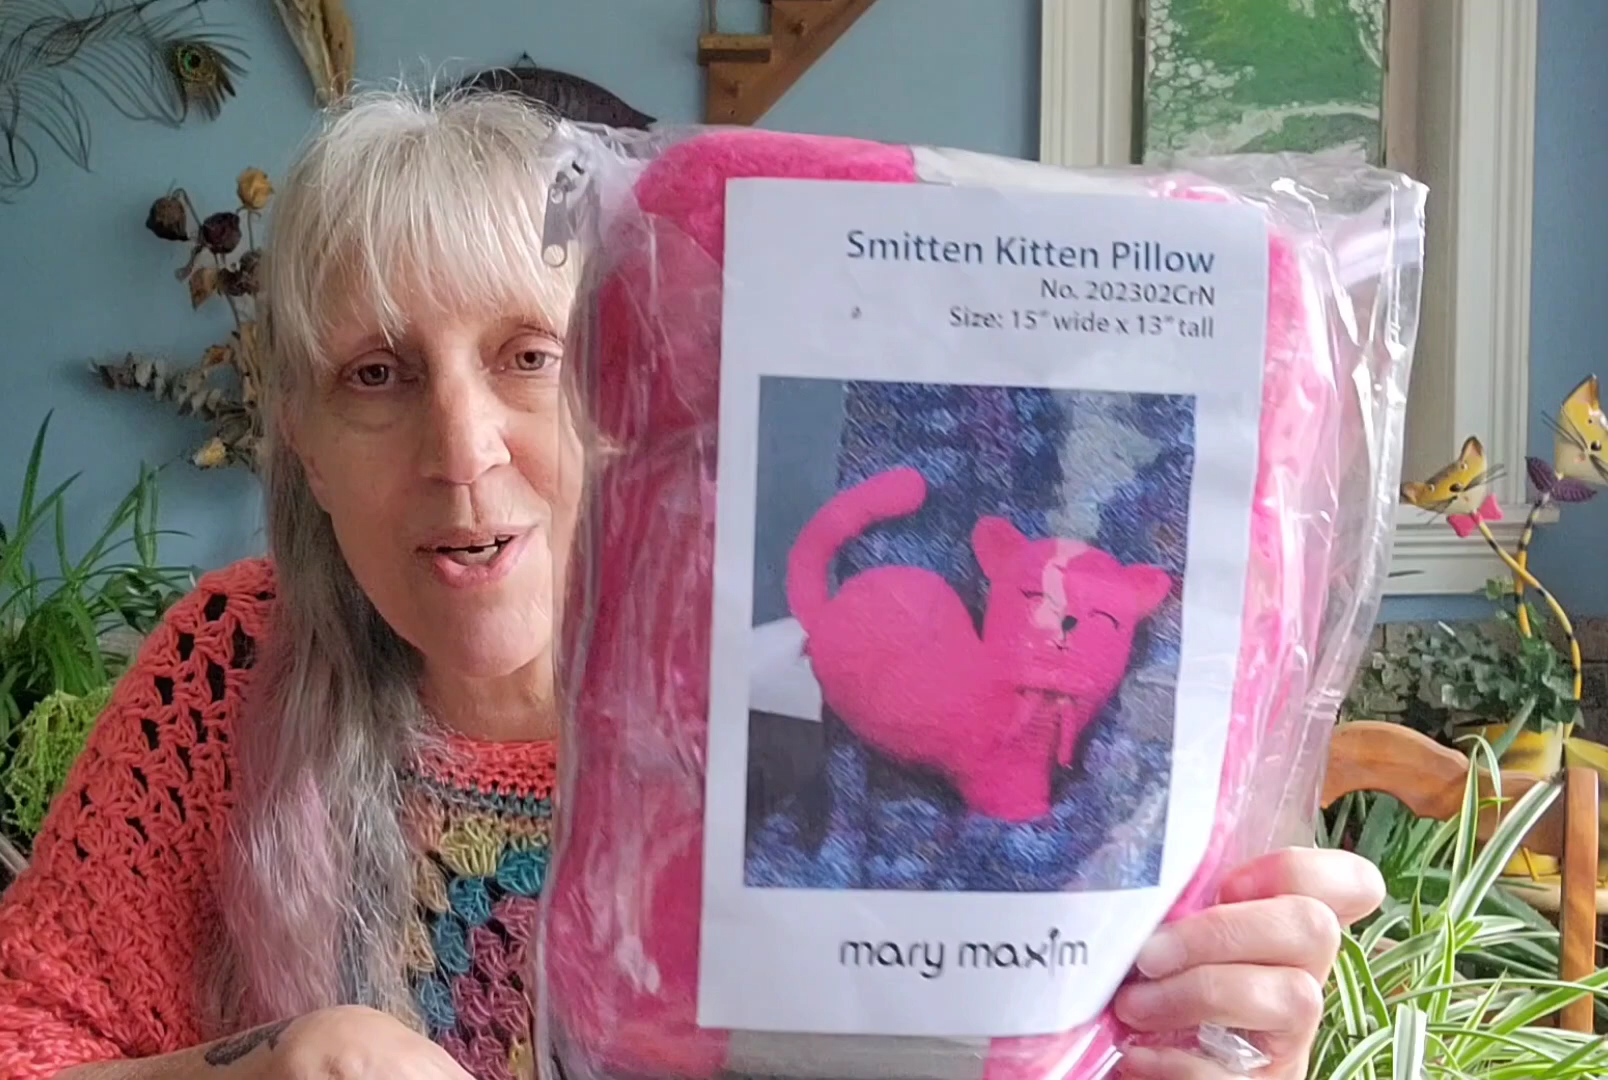 Smitten Kitten Pillow
No. 202302CrN
Size: 15" wide x 13" tall
mary maxim